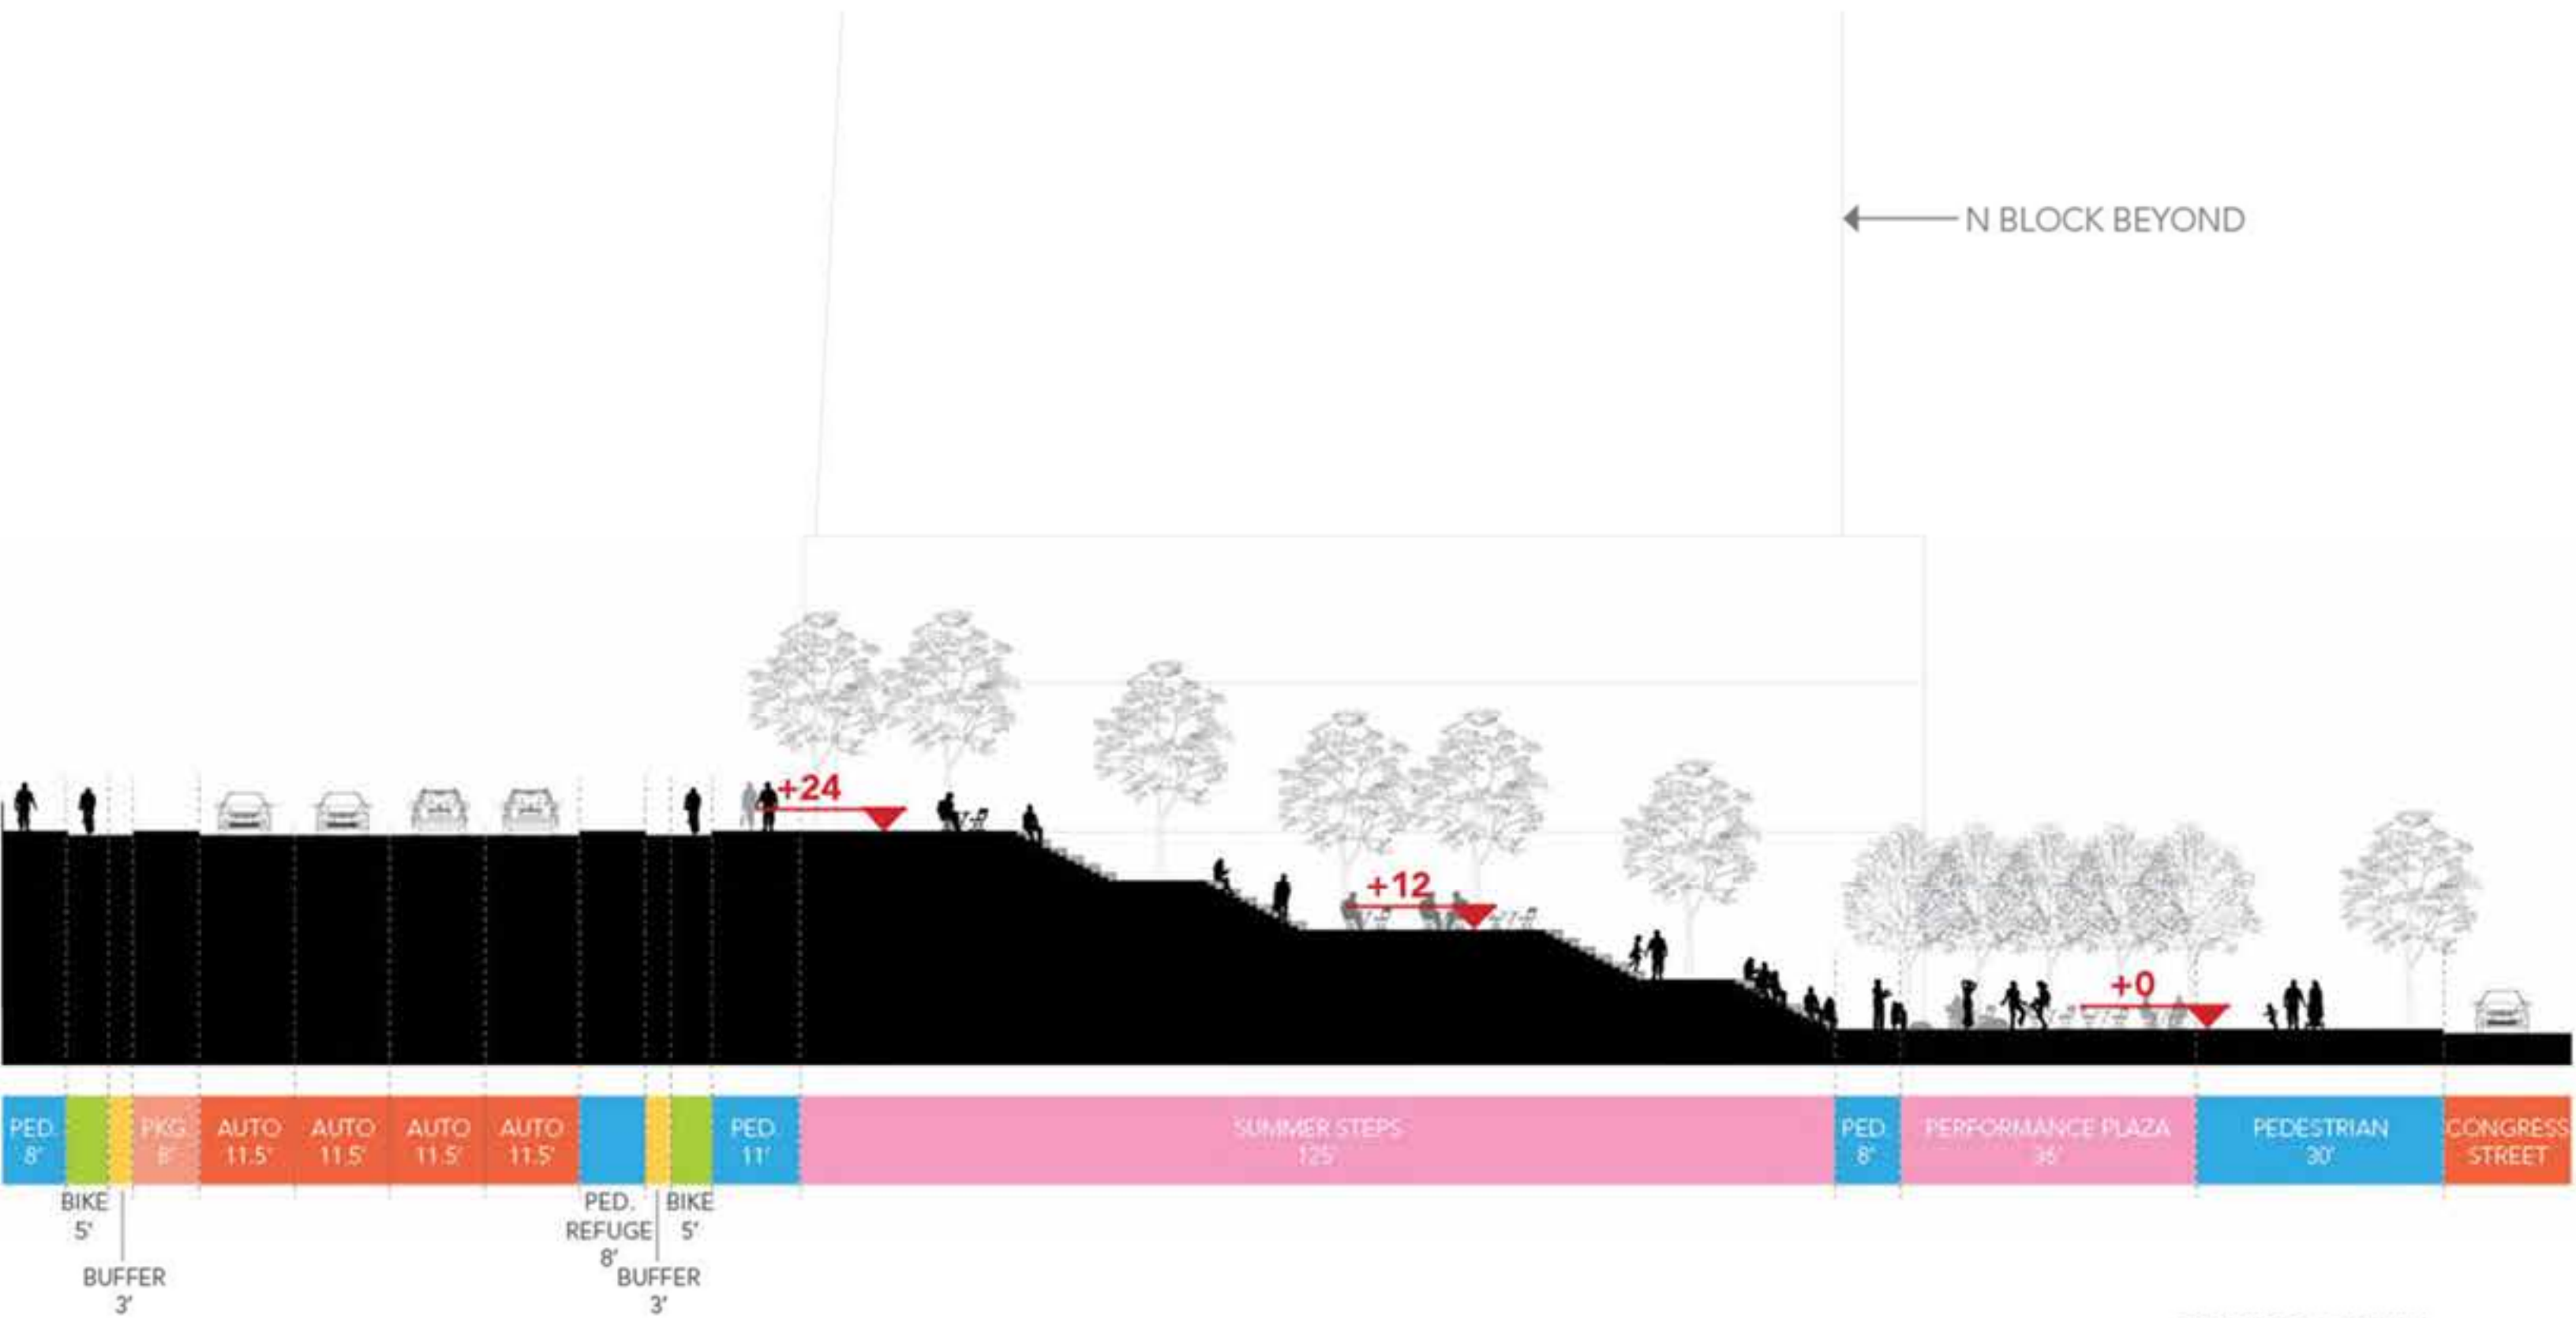 N BLOCK BEYOND
+24
+12
+0
PED.
8'
PKG.
8'
AUTO
11.5'
AUTO
11.5'
AUTO
11.5'
AUTO
11.5'
PED.
11'
SUMMER STEPS
125'
PED.
8'
PERFORMANCE PLAZA
36'
PEDESTRIAN
30'
CONGRESS
STREET
BIKE
5'
BUFFER
3'
PED.
REFUGE
8'
BUFFER
3'
BIKE
5'